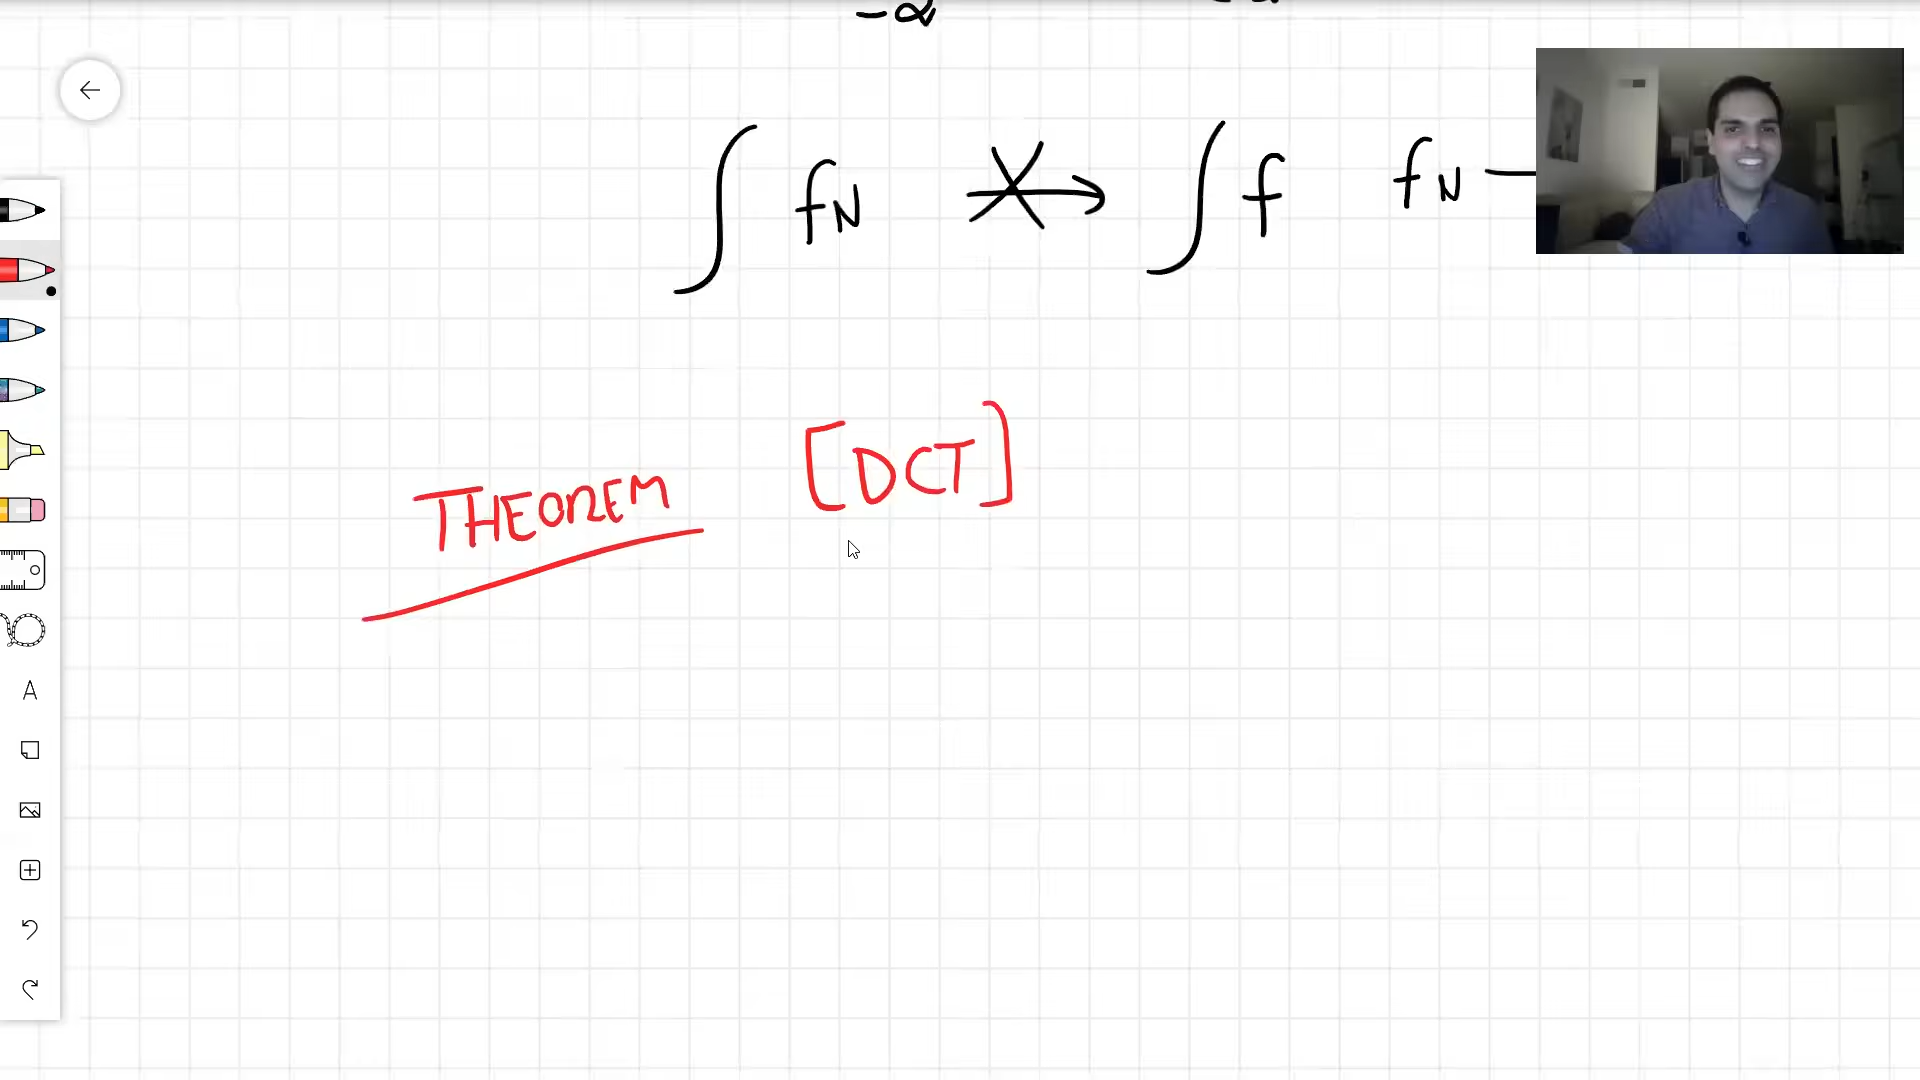 ∫ fN ↛ ∫ f fN —
THEOREM [DCT]
A